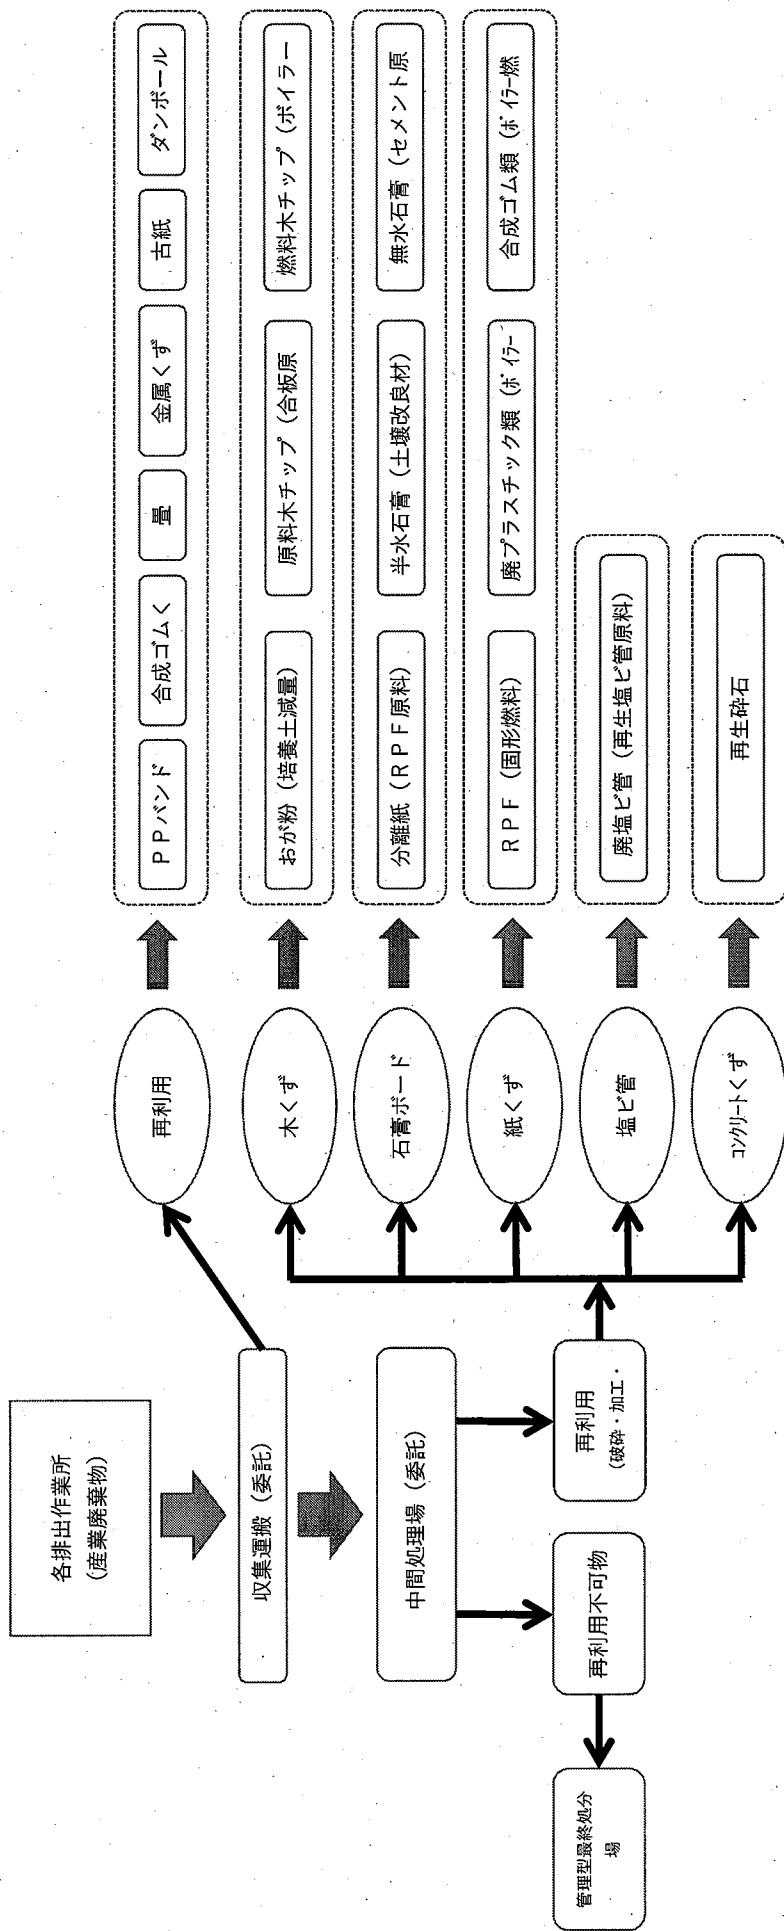 各排出作業所
(産業廃棄物)
収集運搬（委託）
中間処理場（委託）
再利用不可物
管理型最終処分
場
再利用
(破砕・加工・
再利用
PPバンド
合成ゴムく
畳
金属くず
古紙
ダンボール
木くず
おが粉（培養土減量）
原料木チップ（合板原
燃料木チップ（ボイラー
石膏ボード
分離紙（RPF原料）
半水石膏（土壌改良材）
無水石膏（セメント原
紙くず
RPF（固形燃料）
廃プラスチック類（ﾎﾞｲﾗｰ
合成ゴム類（ﾎﾞｲﾗｰ燃
塩ビ管
廃塩ビ管（再生塩ビ管原料）
ｺﾝｸﾘｰﾄくず
再生砕石